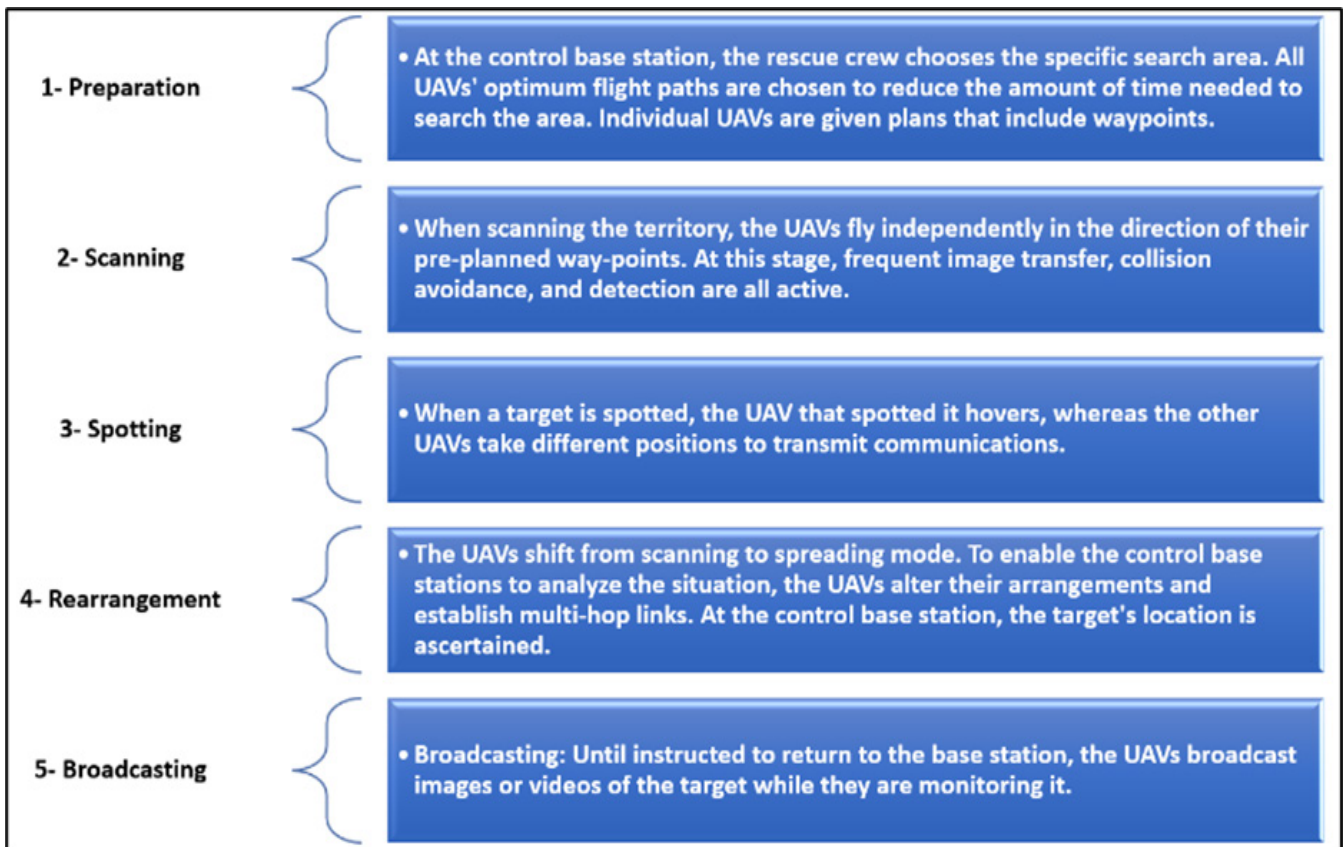 1- Preparation
• At the control base station, the rescue crew chooses the specific search area. All
UAVs' optimum flight paths are chosen to reduce the amount of time needed to
search the area. Individual UAVs are given plans that include waypoints.
2- Scanning
• When scanning the territory, the UAVs fly independently in the direction of their
pre-planned way-points. At this stage, frequent image transfer, collision
avoidance, and detection are all active.
3- Spotting
• When a target is spotted, the UAV that spotted it hovers, whereas the other
UAVs take different positions to transmit communications.
4- Rearrangement
• The UAVs shift from scanning to spreading mode. To enable the control base
stations to analyze the situation, the UAVs alter their arrangements and
establish multi-hop links. At the control base station, the target's location is
ascertained.
5- Broadcasting
• Broadcasting: Until instructed to return to the base station, the UAVs broadcast
images or videos of the target while they are monitoring it.